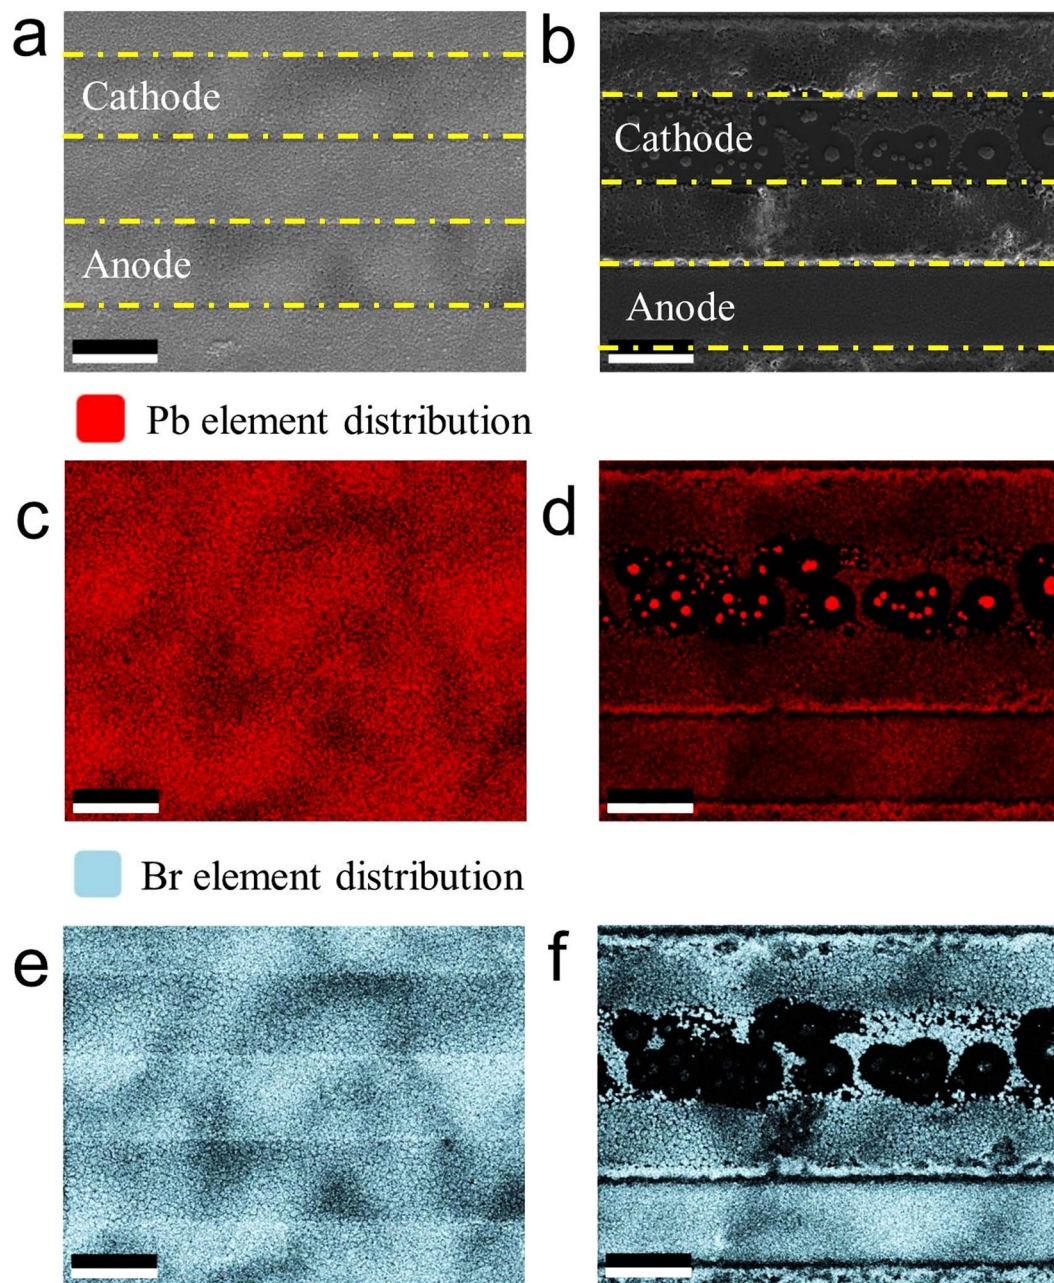 a
b
Cathode
Anode
Cathode
Anode
Pb element distribution
c
d
Br element distribution
e
f